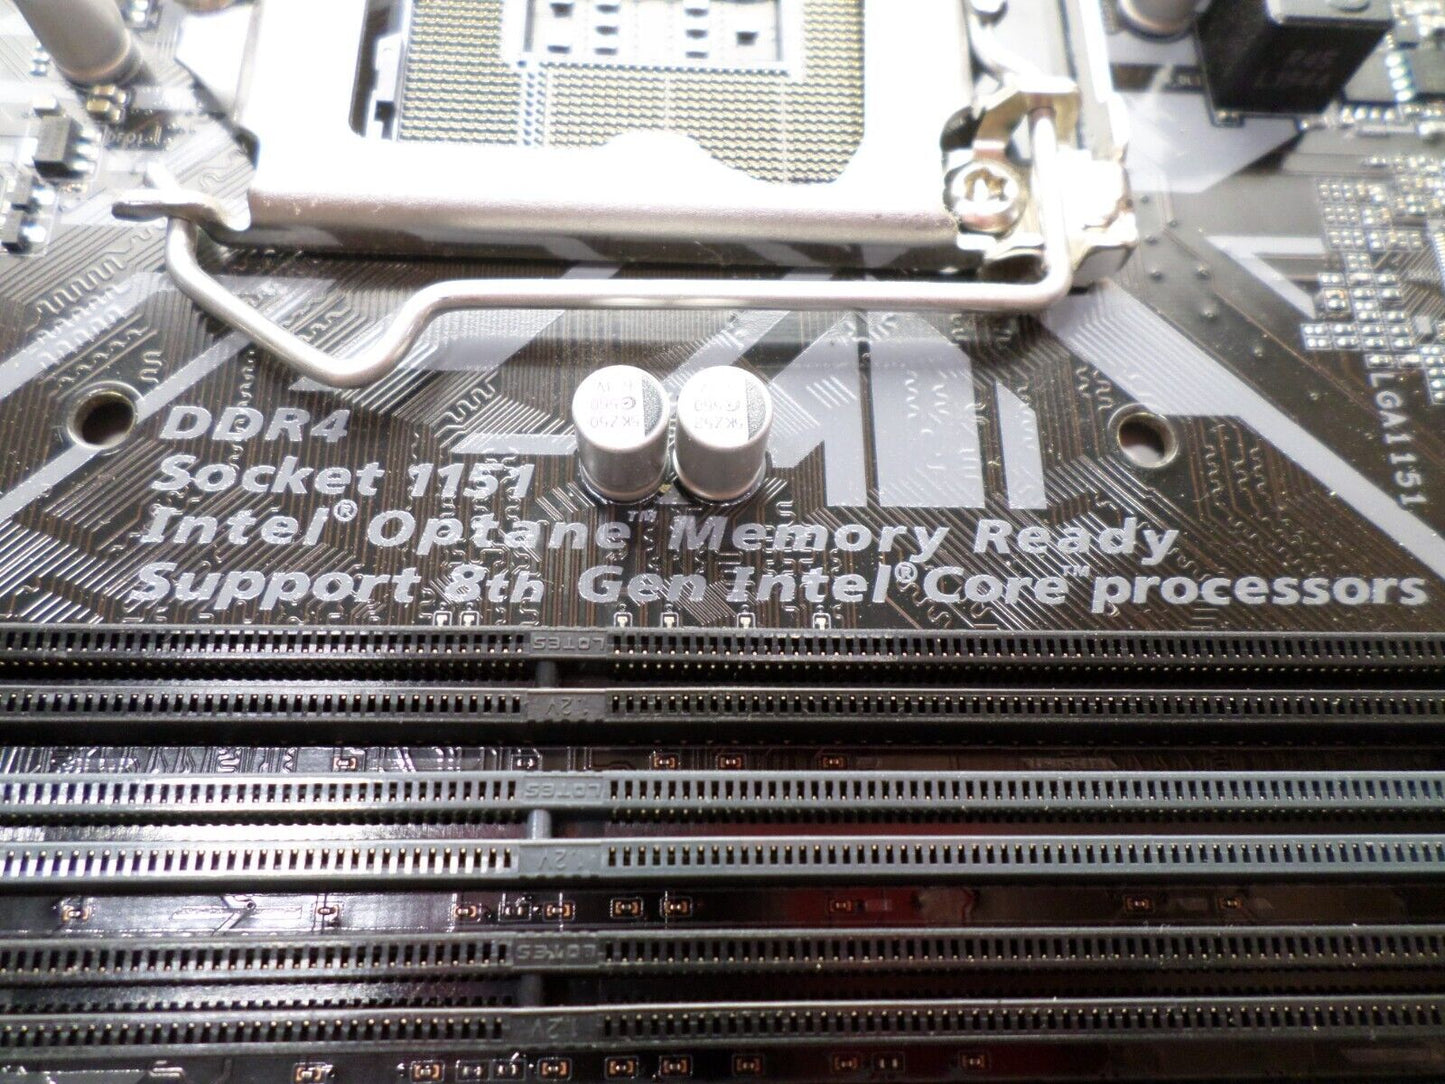 DDR4
Socket 1151
Intel® Optane™ Memory Ready
Support 8th Gen Intel® Core™ processors
LGA1151
LOTES
1.2V
LOTES
1.2V
LOTES
1.2V